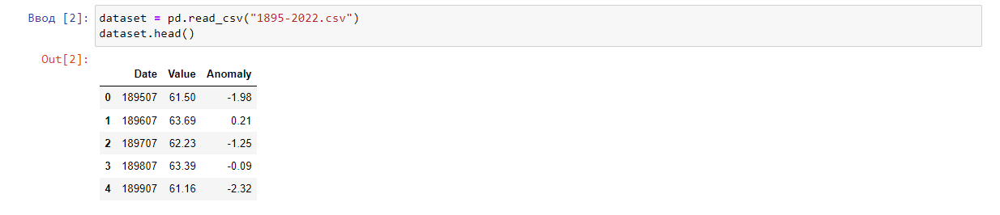 Ввод [2]: dataset = pd.read_csv("1895-2022.csv")
dataset.head()
Out[2]:
Date Value Anomaly
0 189507 61.50 -1.98
1 189607 63.69 0.21
2 189707 62.23 -1.25
3 189807 63.39 -0.09
4 189907 61.16 -2.32